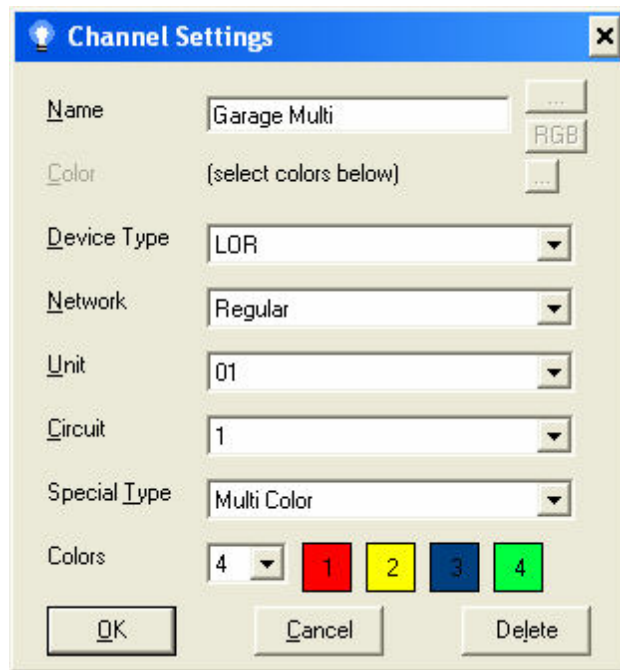 Channel Settings
Name Garage Multi ...
RGB
Color (select colors below) ...
Device Type LOR
Network Regular
Unit 01
Circuit 1
Special Type Multi Color
Colors 4 1 2 3 4
OK Cancel Delete